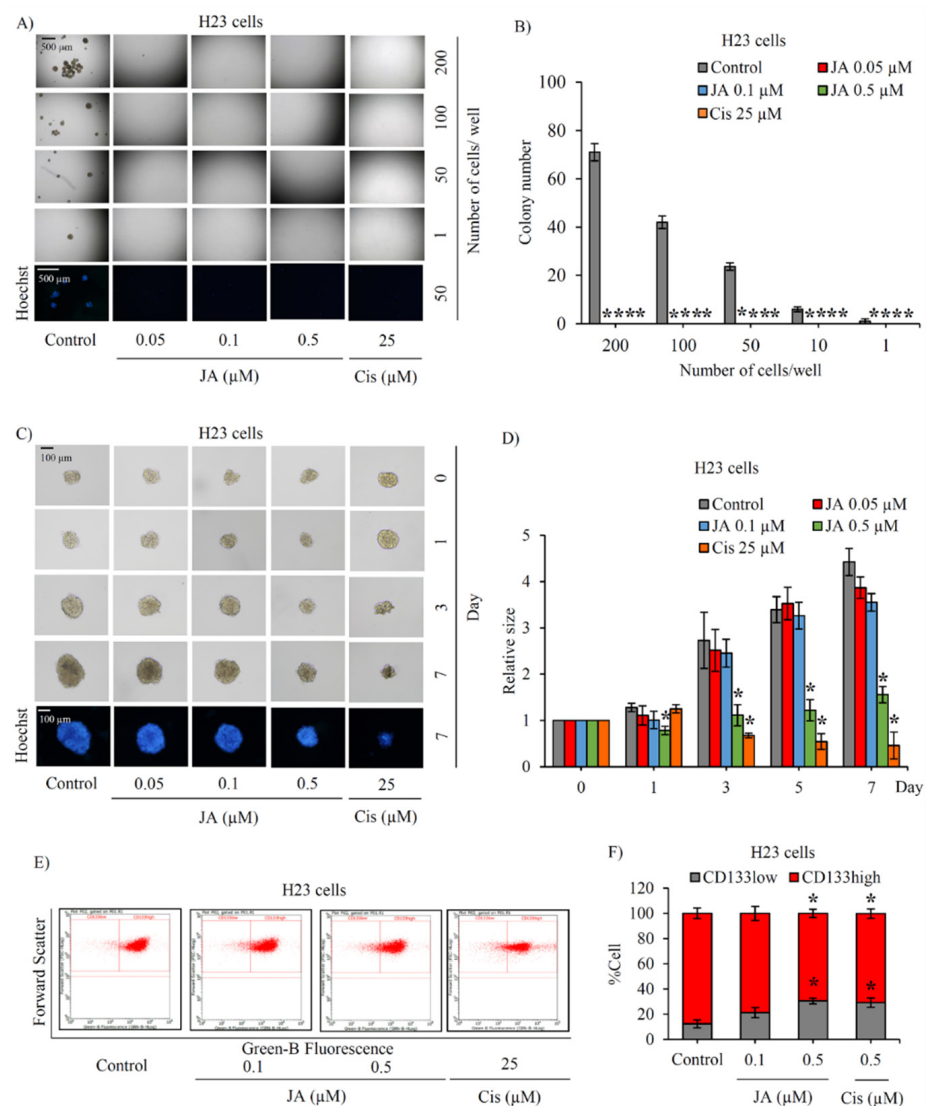 A)
H23 cells
500 µm
200
100
50
1
50
Number of cells/ well
Hoechst
500 µm
Control
0.05
0.1
0.5
25
JA (µM)
Cis (µM)
B)
H23 cells
Control
JA 0.05 µM
JA 0.1 µM
JA 0.5 µM
Cis 25 µM
Colony number
100
80
60
40
20
0
**** **** **** **** ****
200 100 50 10 1
Number of cells/well
C)
H23 cells
100 µm
0
1
3
7
7
Day
Hoechst
100 µm
Control
0.05
0.1
0.5
25
JA (µM)
Cis (µM)
D)
H23 cells
Control
JA 0.05 µM
JA 0.1 µM
JA 0.5 µM
Cis 25 µM
Relative size
5
4
3
2
1
0
* * * * * * *
0 1 3 5 7 Day
E)
H23 cells
Forward Scatter
CD133low CD133high
CD133low CD133high
CD133low CD133high
CD133low CD133high
Green-B Fluorescence
Control
0.1
0.5
25
JA (µM)
Cis (µM)
F)
H23 cells
CD133low
CD133high
%Cell
120
100
80
60
40
20
0
* *
* *
Control 0.1 0.5 0.5
JA (µM)
Cis (µM)